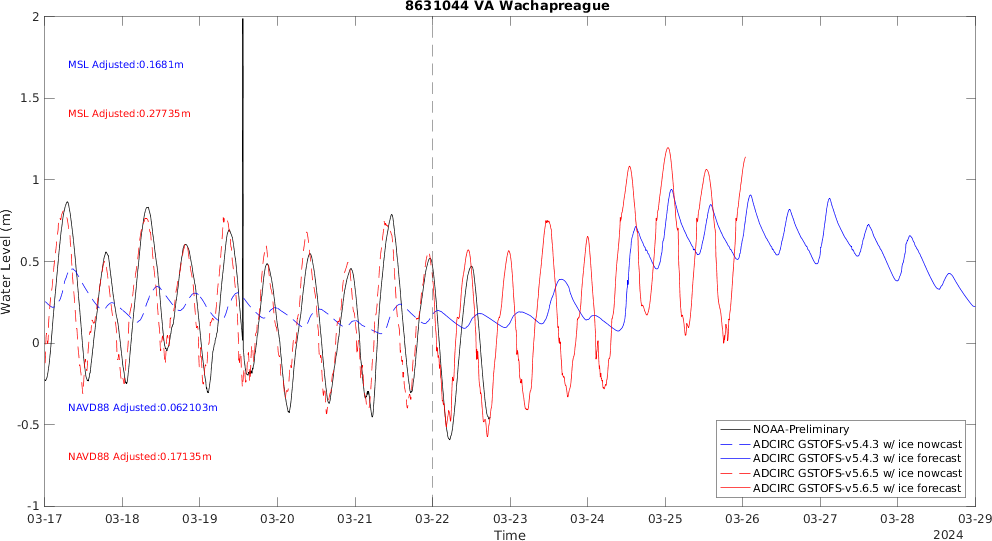 8631044 VA Wachapreague
2
1.5
1
0.5
0
-0.5
-1
Water Level (m)
MSL Adjusted:0.1681m
MSL Adjusted:0.27735m
NAVD88 Adjusted:0.062103m
NAVD88 Adjusted:0.17135m
NOAA-Preliminary
ADCIRC GSTOFS-v5.4.3 w/ ice nowcast
ADCIRC GSTOFS-v5.4.3 w/ ice forecast
ADCIRC GSTOFS-v5.6.5 w/ ice nowcast
ADCIRC GSTOFS-v5.6.5 w/ ice forecast
03-17 03-18 03-19 03-20 03-21 03-22 03-23 03-24 03-25 03-26 03-27 03-28 03-29
Time
2024